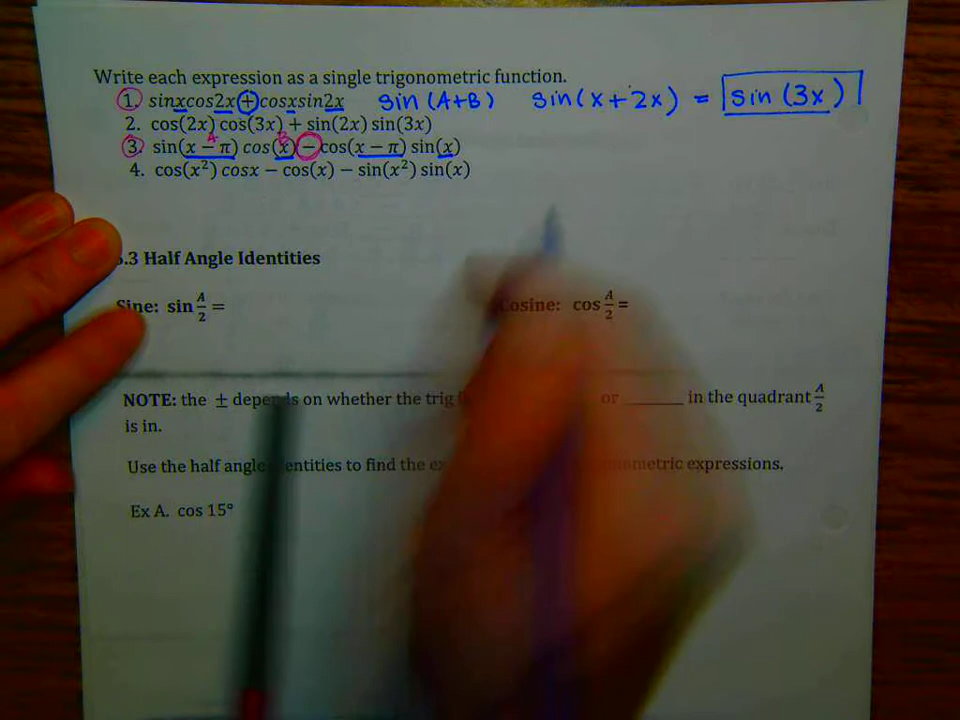 Write each expression as a single trigonometric function.
1. sinxcos2x + cosxsin2x sin (A+B) sin(x+2x) = sin (3x)
2. cos(2x) cos(3x) + sin(2x) sin(3x)
A B
3. sin(x − π) cos(x) − cos(x − π) sin(x)
4. cos(x²) cosx − cos(x) − sin(x²) sin(x)
.3 Half Angle Identities
Sine: sin A/2 = Cosine: cos A/2 =
NOTE: the ± depends on whether the trig or ______ in the quadrant A/2
is in.
Use the half angle identities to find the expressions.
Ex A. cos 15°